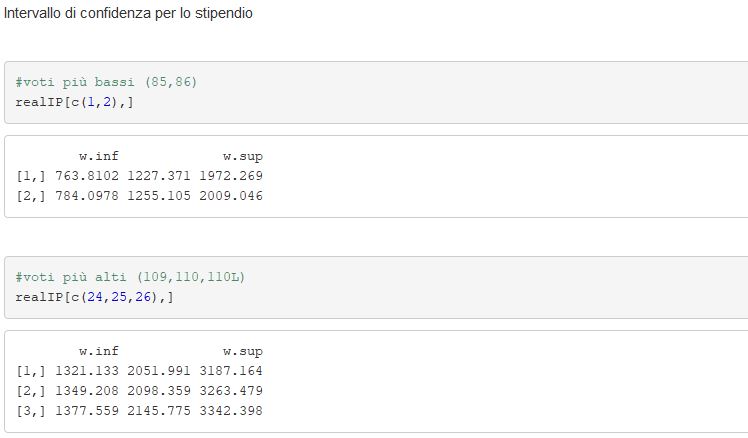 Intervallo di confidenza per lo stipendio
#voti più bassi (85,86)
realIP[c(1,2),]
w.inf w.sup
[1,] 763.8102 1227.371 1972.269
[2,] 784.0978 1255.105 2009.046
#voti più alti (109,110,110L)
realIP[c(24,25,26),]
w.inf w.sup
[1,] 1321.133 2051.991 3187.164
[2,] 1349.208 2098.359 3263.479
[3,] 1377.559 2145.775 3342.398